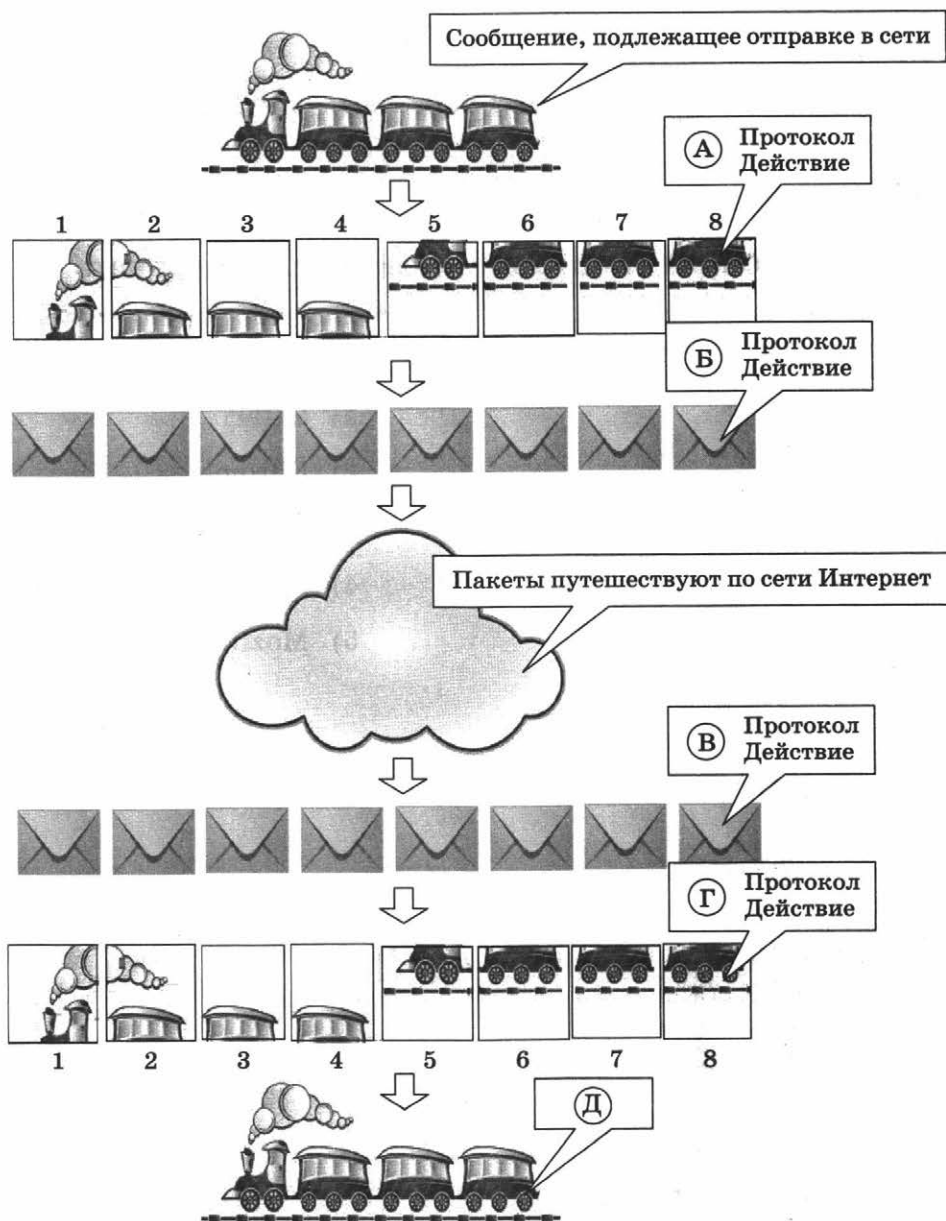 Сообщение, подлежащее отправке в сети
А Протокол
Действие
1 2 3 4 5 6 7 8
Б Протокол
Действие
Пакеты путешествуют по сети Интернет
В Протокол
Действие
Г Протокол
Действие
1 2 3 4 5 6 7 8
Д